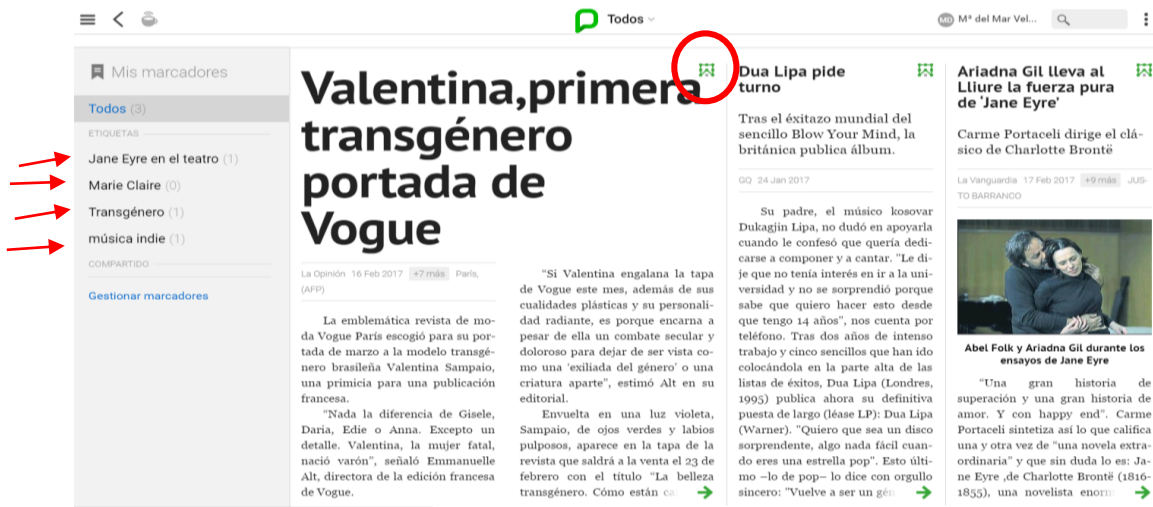 Todos
MD Mª del Mar Vel...
Mis marcadores
Todos (3)
ETIQUETAS
Jane Eyre en el teatro (1)
Marie Claire (0)
Transgénero (1)
música indie (1)
COMPARTIDO
Gestionar marcadores
Valentina,primera
transgénero
portada de
Vogue
La Opinión 16 Feb 2017 +7 más París,
(AFP)
La emblemática revista de mo-
da Vogue París escogió para su por-
tada de marzo a la modelo transgé-
nero brasileña Valentina Sampaio,
una primicia para una publicación
francesa.
"Nada la diferencia de Gisele,
Daria, Edie o Anna. Excepto un
detalle. Valentina, la mujer fatal,
nació varón", señaló Emmanuelle
Alt, directora de la edición francesa
de Vogue.
"Si Valentina engalana la tapa
de Vogue este mes, además de sus
cualidades plásticas y su personali-
dad radiante, es porque encarna a
pesar de ella un combate secular y
doloroso para dejar de ser vista co-
mo una 'exiliada del género' o una
criatura aparte", estimó Alt en su
editorial.
Envuelta en una luz violeta,
Sampaio, de ojos verdes y labios
pulposos, aparece en la tapa de la
revista que saldrá a la venta el 23 de
febrero con el título "La belleza
transgénero. Cómo están ca
Dua Lipa pide
turno
Tras el éxitazo mundial del
sencillo Blow Your Mind, la
británica publica álbum.
GQ 24 Jan 2017
Su padre, el músico kosovar
Dukagjin Lipa, no dudó en apoyarla
cuando le confesó que quería dedi-
carse a componer y a cantar. "Le di-
je que no tenía interés en ir a la uni-
versidad y no se sorprendió porque
sabe que quiero hacer esto desde
que tengo 14 años", nos cuenta por
teléfono. Tras dos años de intenso
trabajo y cinco sencillos que han ido
colocándola en la parte alta de las
listas de éxitos, Dua Lipa (Londres,
1995) publica ahora su definitiva
puesta de largo (léase LP): Dua Lipa
(Warner). "Quiero que sea un disco
sorprendente, algo nada fácil cuan-
do eres una estrella pop". Esto últi-
mo –lo de pop– lo dice con orgullo
sincero: "Vuelve a ser un gén
Ariadna Gil lleva al
Lliure la fuerza pura
de 'Jane Eyre'
Carme Portaceli dirige el clá-
sico de Charlotte Brontë
La Vanguardia 17 Feb 2017 +9 más JUS-
TO BARRANCO
Abel Folk y Ariadna Gil durante los
ensayos de Jane Eyre
"Una gran historia de
superación y una gran historia de
amor. Y con happy end". Carme
Portaceli sintetiza así lo que califica
una y otra vez de "una novela extra-
ordinaria" y que sin duda lo es: Ja-
ne Eyre ,de Charlotte Brontë (1816-
1855), una novelista enorm